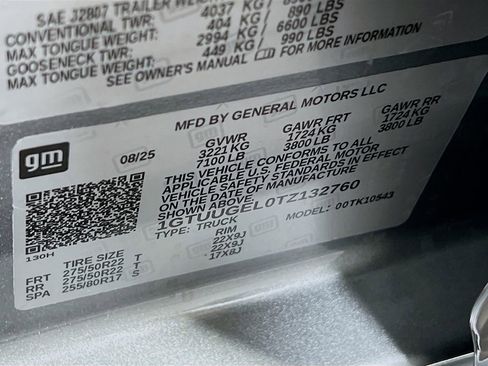 SAE J2807 TRAILER WEI
CONVENTIONAL TWR: 4037 KG / 89
MAX TONGUE WEIGHT: 404 KG / 890 LBS
GOOSENECK TWR: 2994 KG / 6600 LBS
MAX TONGUE WEIGHT: 449 KG / 990 LBS
SEE OWNER'S MANUAL FOR
gm
MFD BY GENERAL MOTORS LLC
08/25
GVWR GAWR FRT GAWR RR
3221 KG 1724 KG 1724 KG
7100 LB 3800 LB 3800 LB
THIS VEHICLE CONFORMS TO ALL
APPLICABLE U.S. FEDERAL MOTOR
VEHICLE SAFETY
STANDARDS IN EFFECT ON THE DATE OF MANUFACTURE
SHOWN ABOVE.
1GTUUGEL0TZ132760
TYPE: TRUCK MODEL: 00TK10543
130H
TIRE SIZE RIM
FRT 275/50R22 T 22X9J
RR 275/50R22 T 22X9J
SPA 255/80R17 S 17X8J